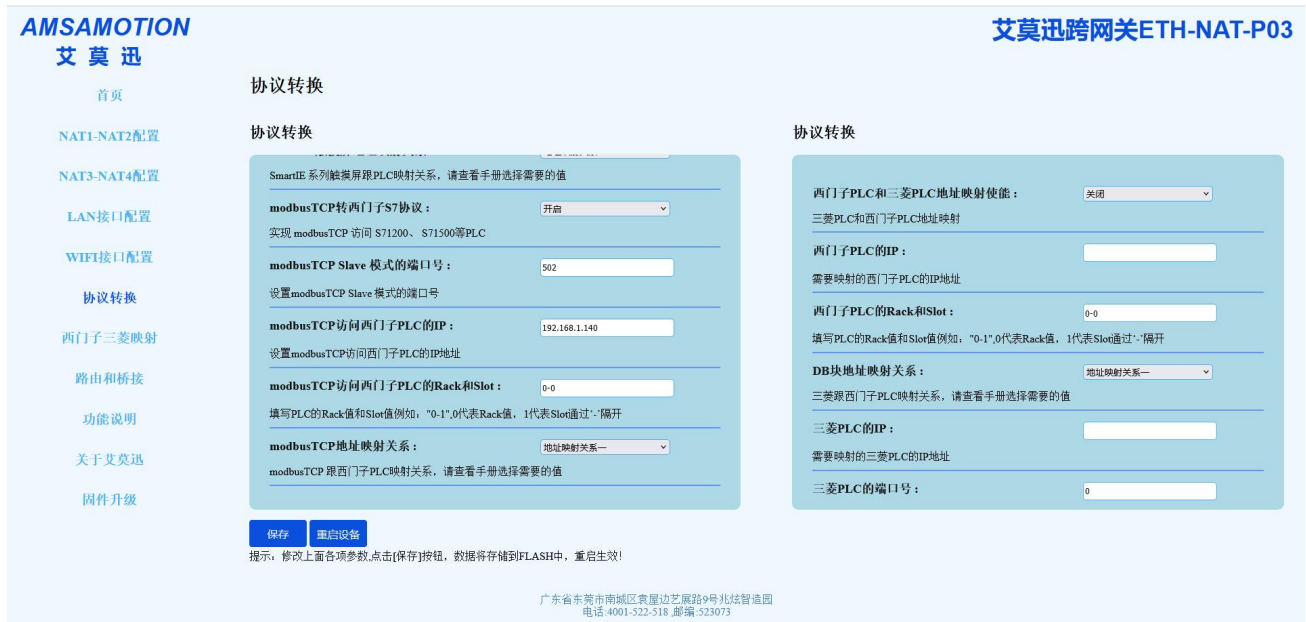 AMSAMOTION
艾莫迅
艾莫迅跨网关ETH-NAT-P03
首页
NAT1-NAT2配置
NAT3-NAT4配置
LAN接口配置
WIFI接口配置
协议转换
西门子三菱映射
路由和桥接
功能说明
关于艾莫迅
固件升级
协议转换
协议转换
SmartIE 系列触摸屏跟PLC映射关系，请查看手册选择需要的值
modbusTCP转西门子S7协议： 开启
实现 modbusTCP 访问 S71200、 S71500等PLC
modbusTCP Slave 模式的端口号： 502
设置modbusTCP Slave 模式的端口号
modbusTCP访问西门子PLC的IP： 192.168.1.140
设置modbusTCP访问西门子PLC的IP地址
modbusTCP访问西门子PLC的Rack和Slot： 0-0
填写PLC的Rack值和Slot值例如："0-1",0代表Rack值，1代表Slot通过'-'隔开
modbusTCP地址映射关系： 地址映射关系一
modbusTCP 跟西门子PLC映射关系，请查看手册选择需要的值
协议转换
西门子PLC和三菱PLC地址映射使能： 关闭
三菱PLC和西门子PLC地址映射
西门子PLC的IP：
需要映射的西门子PLC的IP地址
西门子PLC的Rack和Slot： 0-0
填写PLC的Rack值和Slot值例如："0-1",0代表Rack值，1代表Slot通过'-'隔开
DB块地址映射关系： 地址映射关系一
三菱跟西门子PLC映射关系，请查看手册选择需要的值
三菱PLC的IP：
需要映射的三菱PLC的IP地址
三菱PLC的端口号： 0
保存 重启设备
提示：修改上面各项参数,点击[保存]按钮，数据将存储到FLASH中，重启生效!
广东省东莞市南城区袁屋边艺展路9号兆炫智造园
电话:4001-522-518 ,邮编:523073